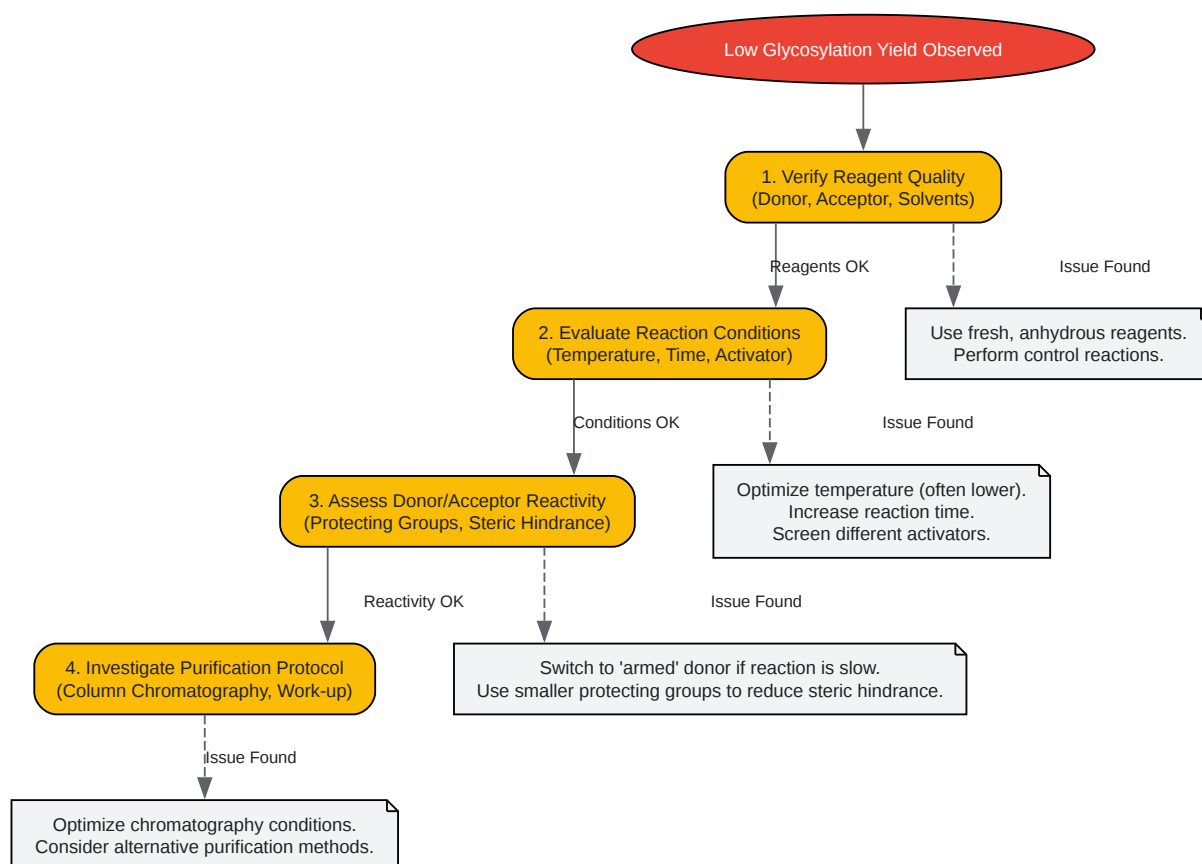 Low Glycosylation Yield Observed
1. Verify Reagent Quality
(Donor, Acceptor, Solvents)
Reagents OK
Issue Found
2. Evaluate Reaction Conditions
(Temperature, Time, Activator)
Use fresh, anhydrous reagents.
Perform control reactions.
Conditions OK
Issue Found
3. Assess Donor/Acceptor Reactivity
(Protecting Groups, Steric Hindrance)
Optimize temperature (often lower).
Increase reaction time.
Screen different activators.
Reactivity OK
Issue Found
4. Investigate Purification Protocol
(Column Chromatography, Work-up)
Switch to 'armed' donor if reaction is slow.
Use smaller protecting groups to reduce steric hindrance.
Issue Found
Optimize chromatography conditions.
Consider alternative purification methods.